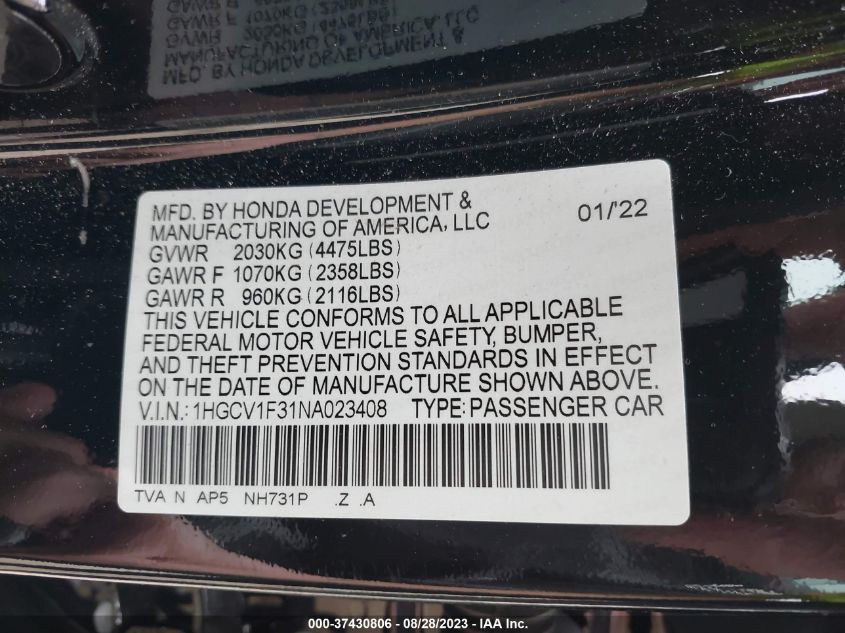 MFD. BY HONDA DEVELOPMENT &
MANUFACTURING OF AMERICA, LLC 01/'22
GVWR 2030KG (4475LBS)
GAWR F 1070KG (2358LBS)
GAWR R 960KG (2116LBS)
THIS VEHICLE CONFORMS TO ALL APPLICABLE
FEDERAL MOTOR VEHICLE SAFETY, BUMPER,
AND THEFT PREVENTION STANDARDS IN EFFECT
ON THE DATE OF MANUFACTURE SHOWN ABOVE.
V.I.N.: 1HGCV1F31NA023408 TYPE: PASSENGER CAR
TVA N AP5 NH731P .Z .A
000-37430806 - 08/28/2023 - IAA Inc.